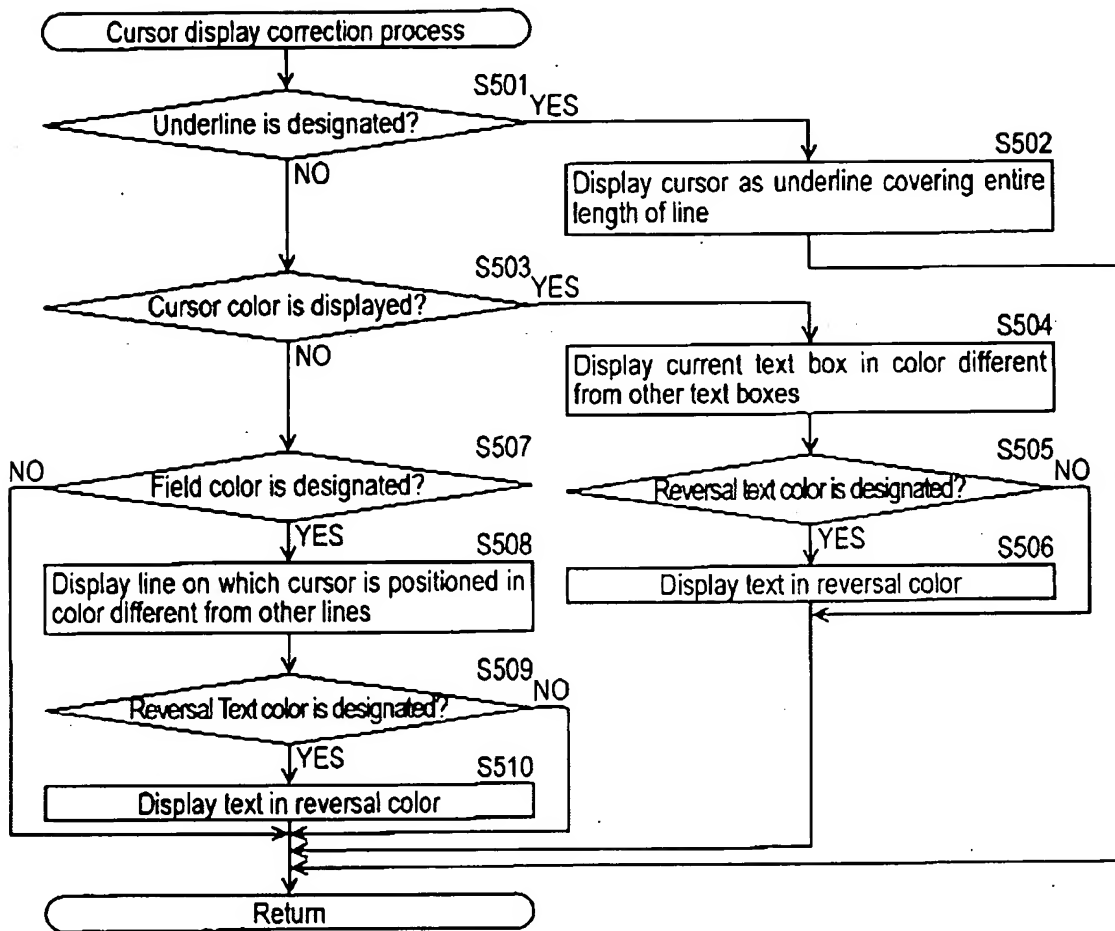 Cursor display correction process
S501
Underline is designated?
YES
NO
S502
Display cursor as underline covering entire
length of line
S503
Cursor color is displayed?
YES
NO
S504
Display current text box in color different
from other text boxes
S507
NO
Field color is designated?
YES
S505
Reversal text color is designated?
NO
YES
S508
Display line on which cursor is positioned in
color different from other lines
S506
Display text in reversal color
S509
Reversal Text color is designated?
NO
YES
S510
Display text in reversal color
Return